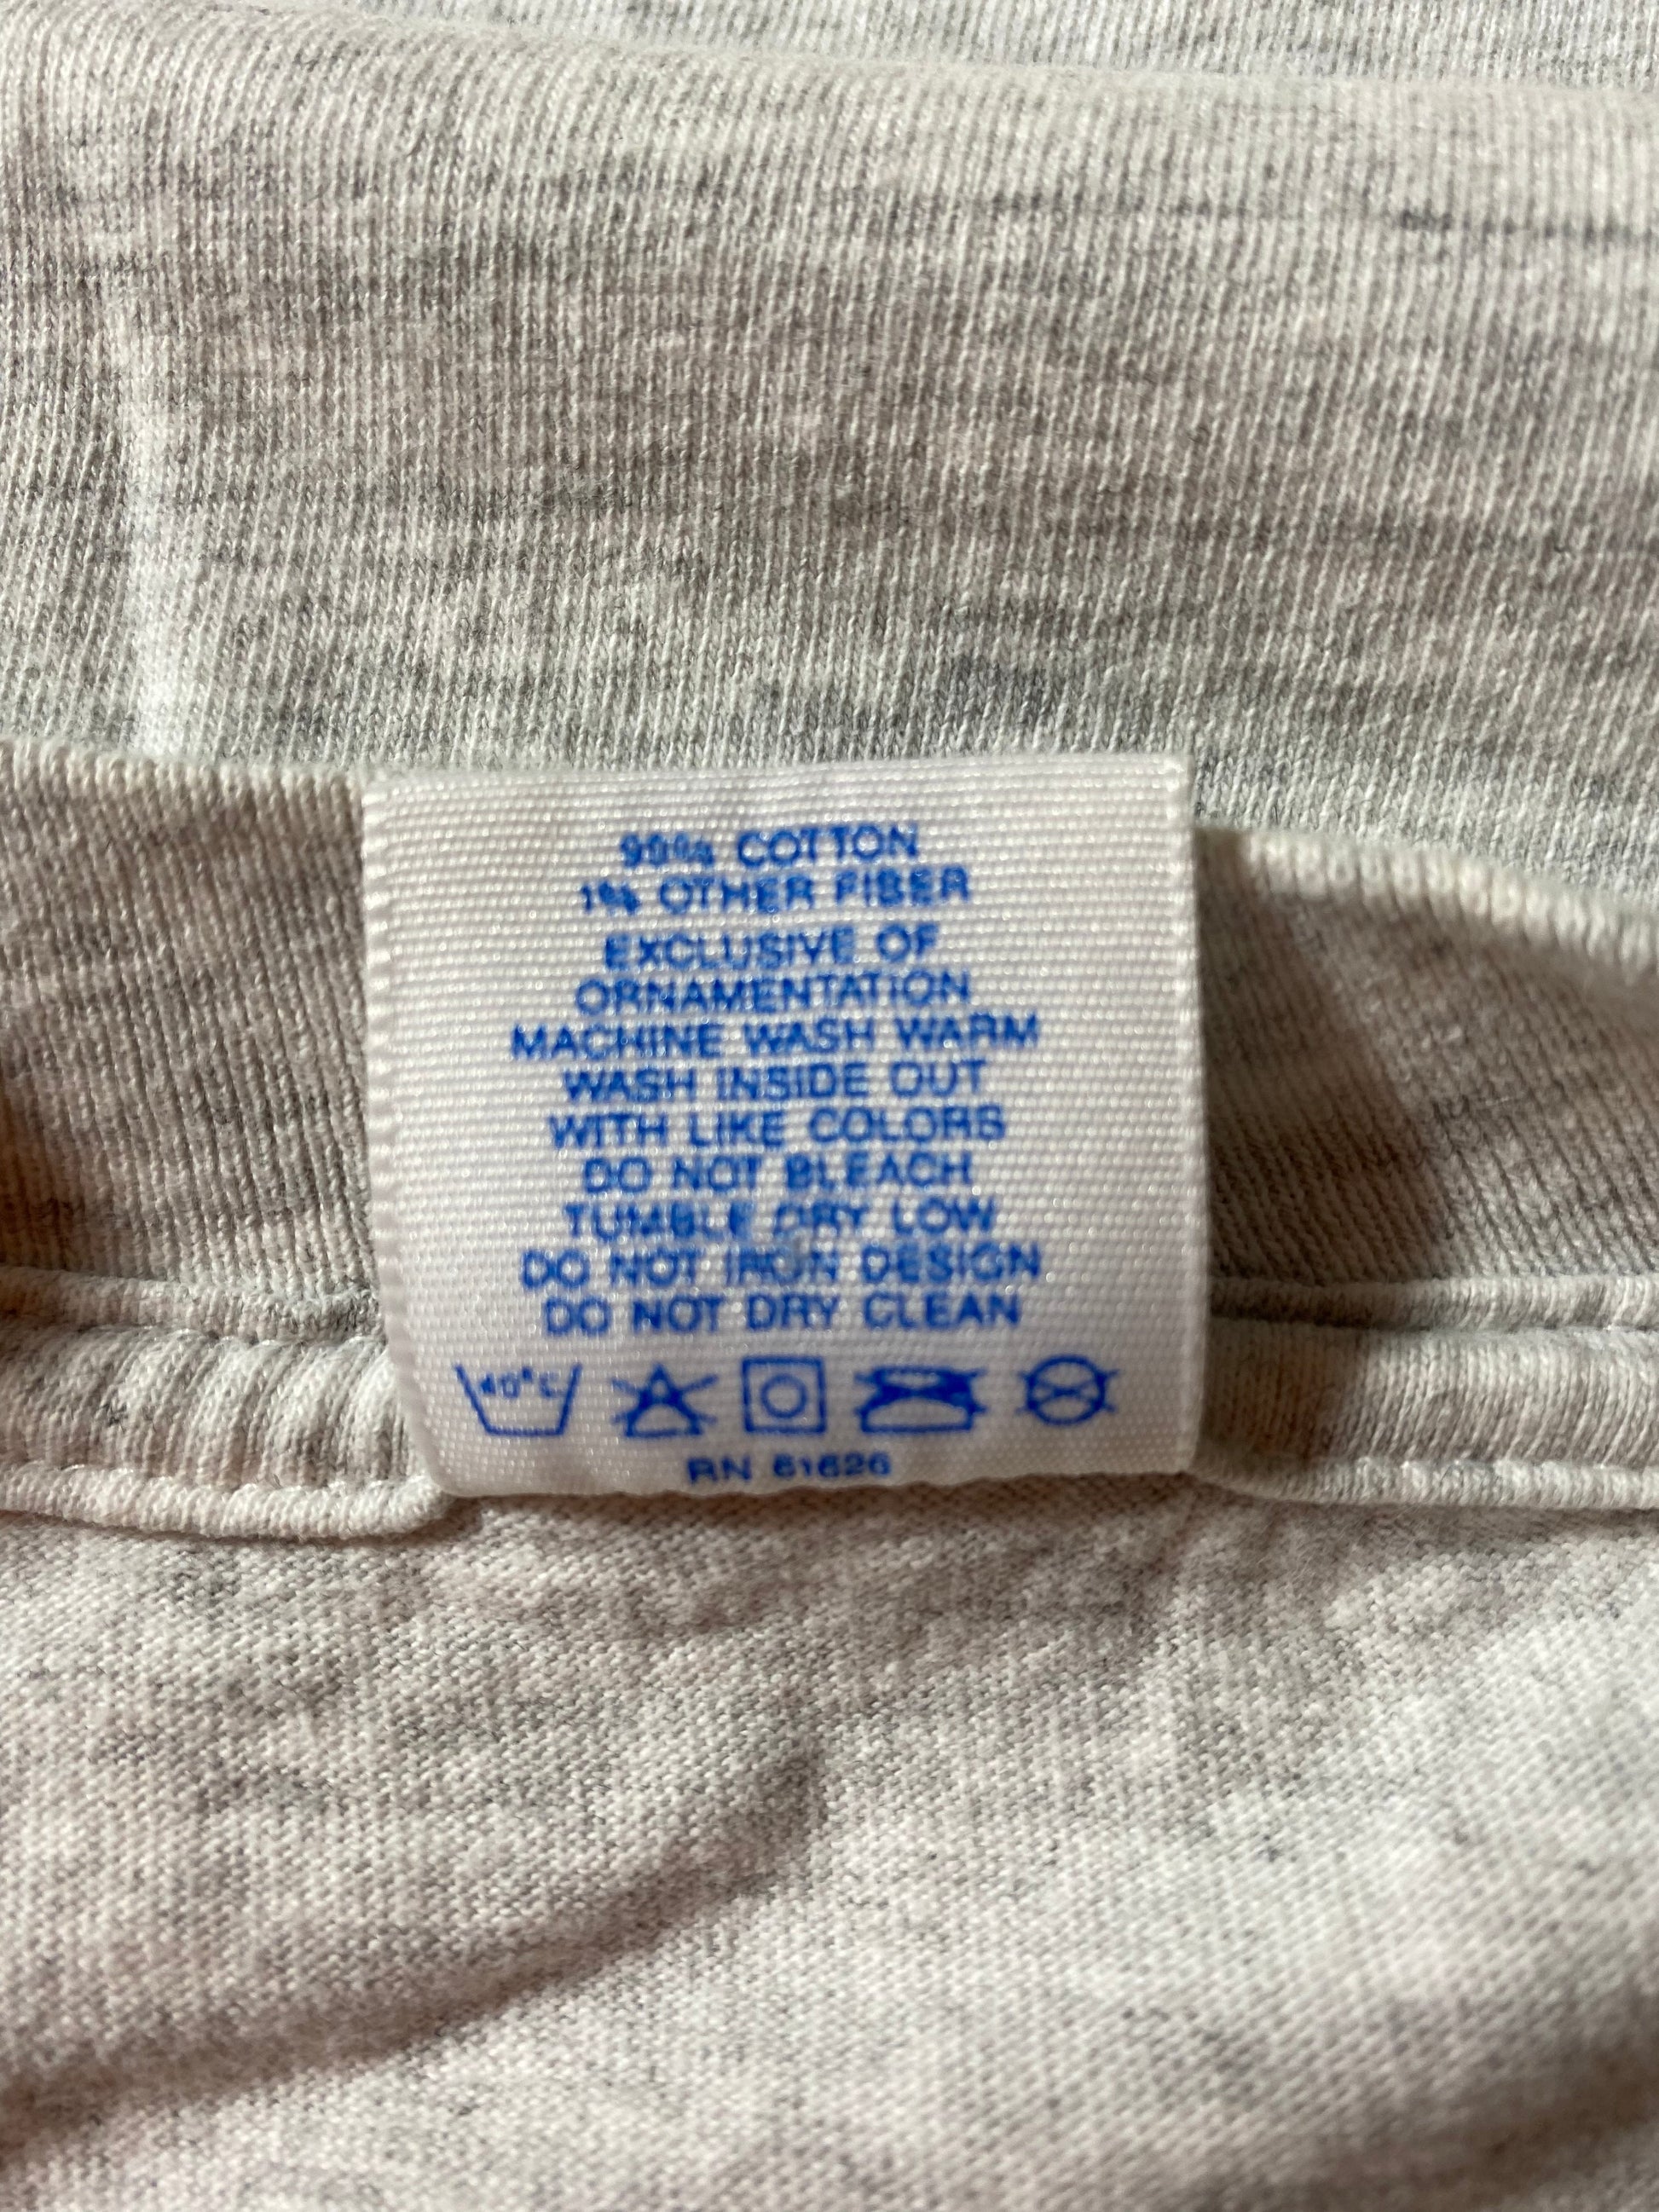 99% COTTON
1% OTHER FIBER
EXCLUSIVE OF
ORNAMENTATION
MACHINE WASH WARM
WASH INSIDE OUT
WITH LIKE COLORS
DO NOT BLEACH
TUMBLE DRY LOW
DO NOT IRON DESIGN
DO NOT DRY CLEAN
40°C
RN 61626